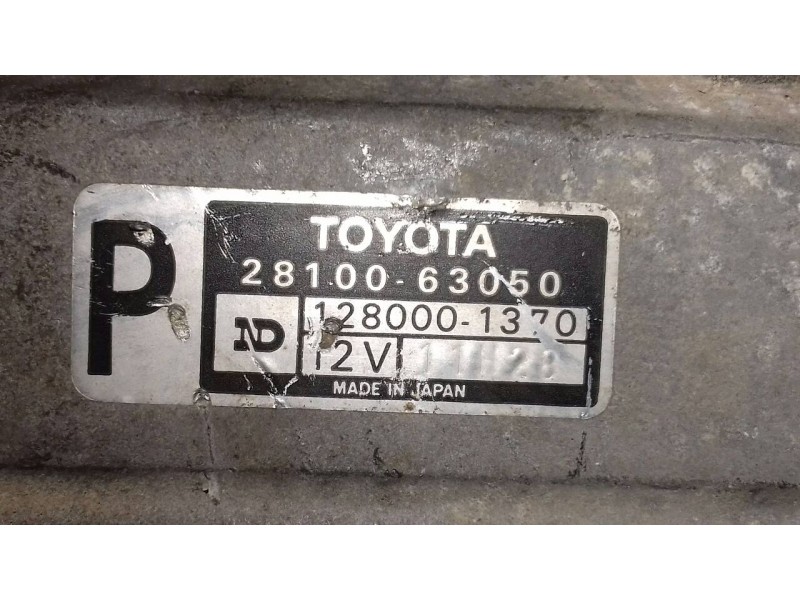 P
TOYOTA
28100-63050
ND
128000-1370
12V
MADE IN JAPAN